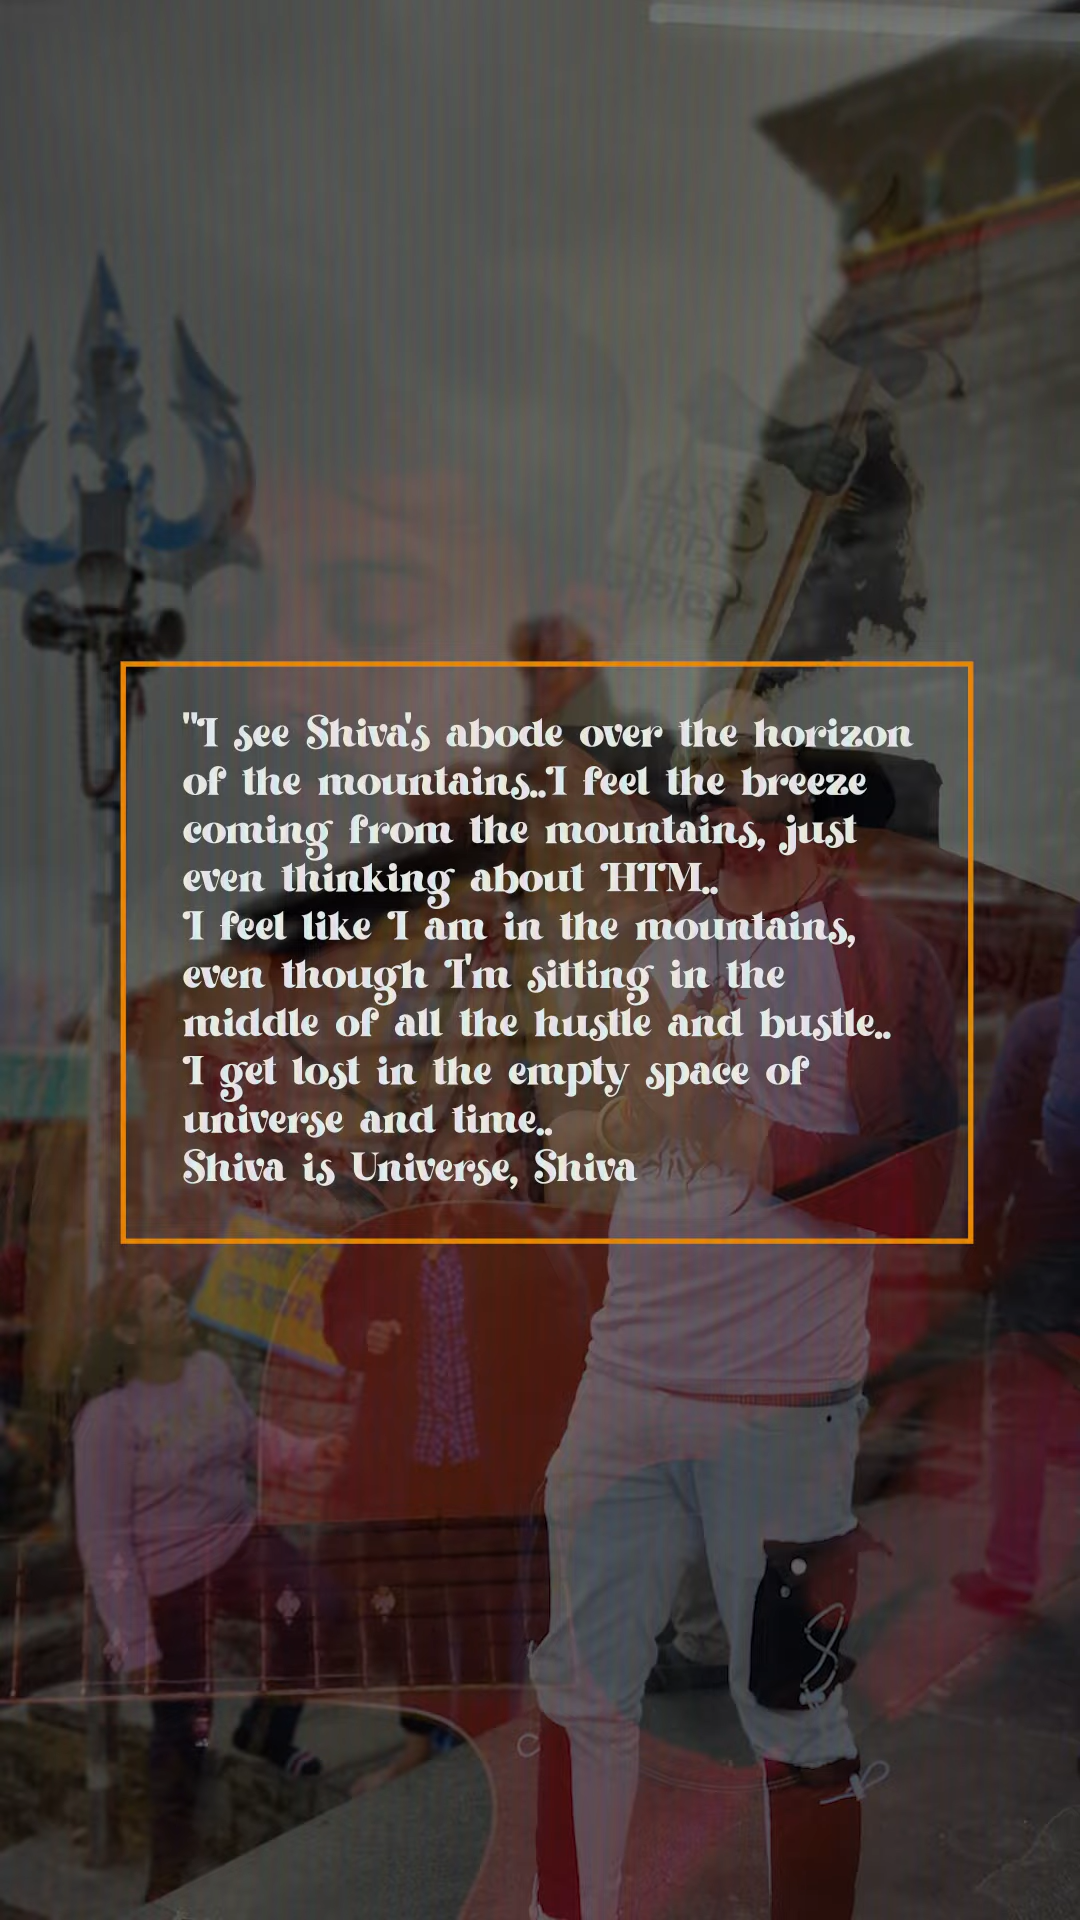 "I see Shiva's abode over the horizon
of the mountains..I feel the breeze
coming from the mountains, just
even thinking about HTM..
I feel like I am in the mountains,
even though I'm sitting in the
middle of all the hustle and bustle..
I get lost in the empty space of
universe and time..
Shiva is Universe, Shiva